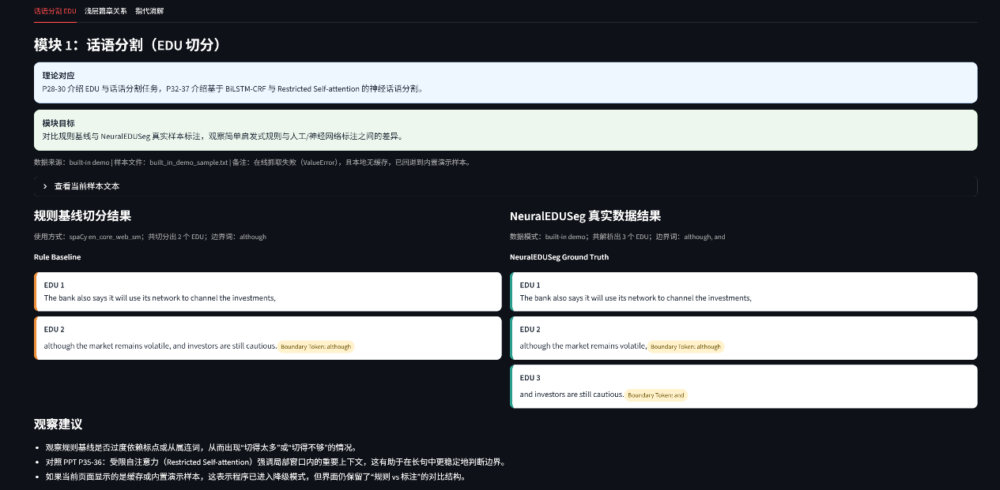 话语分割 EDU 浅层篇章关系 指代消解
模块 1：话语分割（EDU 切分）
理论对应
P28-30 介绍 EDU 与话语分割任务，P32-37 介绍基于 BiLSTM-CRF 与 Restricted Self-attention 的神经话语分割。
模块目标
对比规则基线与 NeuralEDUSeg 真实样本标注，观察简单启发式规则与人工/神经网络标注之间的差异。
数据来源：built-in demo | 样本文件：built_in_demo_sample.txt | 备注：在线抓取失败（ValueError），且本地无缓存，已回退到内置演示样本。
查看当前样本文本
规则基线切分结果
使用方式：spaCy en_core_web_sm；共切分出 2 个 EDU；边界词：although
Rule Baseline
EDU 1
The bank also says it will use its network to channel the investments,
EDU 2
although the market remains volatile, and investors are still cautious. Boundary Token: although
NeuralEDUSeg 真实数据结果
数据模式：built-in demo；共解析出 3 个 EDU；边界词：although, and
NeuralEDUSeg Ground Truth
EDU 1
The bank also says it will use its network to channel the investments,
EDU 2
although the market remains volatile, Boundary Token: although
EDU 3
and investors are still cautious. Boundary Token: and
观察建议
• 观察规则基线是否过度依赖标点或从属连词，从而出现“切得太多”或“切得不够”的情况。
• 对照 PPT P35-36：受限自注意力（Restricted Self-attention）强调局部窗口内的重要上下文，这有助于在长句中更稳定地判断边界。
• 如果当前页面显示的是缓存或内置演示样本，这表示程序已进入降级模式，但界面仍保留了“规则 vs 标注”的对比结构。